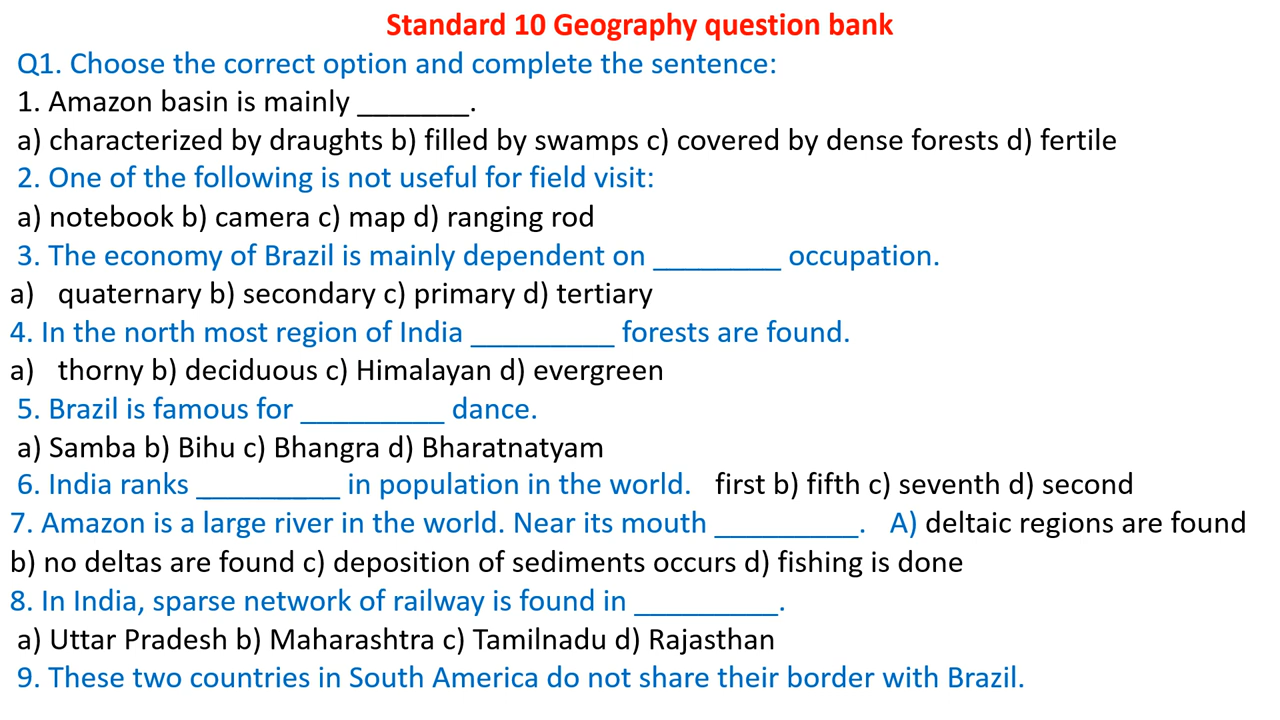 Standard 10 Geography question bank
Q1. Choose the correct option and complete the sentence:
1. Amazon basin is mainly _______.
a) characterized by draughts b) filled by swamps c) covered by dense forests d) fertile
2. One of the following is not useful for field visit:
a) notebook b) camera c) map d) ranging rod
3. The economy of Brazil is mainly dependent on ________ occupation.
a) quaternary b) secondary c) primary d) tertiary
4. In the north most region of India _________ forests are found.
a) thorny b) deciduous c) Himalayan d) evergreen
5. Brazil is famous for _________ dance.
a) Samba b) Bihu c) Bhangra d) Bharatnatyam
6. India ranks _________ in population in the world. first b) fifth c) seventh d) second
7. Amazon is a large river in the world. Near its mouth _________. A) deltaic regions are found
b) no deltas are found c) deposition of sediments occurs d) fishing is done
8. In India, sparse network of railway is found in _________.
a) Uttar Pradesh b) Maharashtra c) Tamilnadu d) Rajasthan
9. These two countries in South America do not share their border with Brazil.